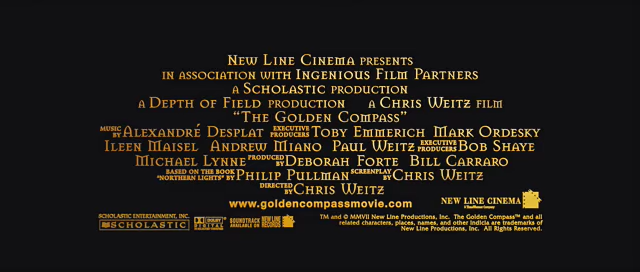 New Line Cinema presents
in association with Ingenious Film Partners
a Scholastic production
a Depth of Field production a Chris Weitz film
"The Golden Compass"
music by Alexandré Desplat executive producers Toby Emmerich Mark Ordesky
Ileen Maisel Andrew Miano Paul Weitz executive producers Bob Shaye
Michael Lynne produced by Deborah Forte Bill Carraro
based on the book "Northern Lights" by Philip Pullman screenplay by Chris Weitz
directed by Chris Weitz
www.goldencompassmovie.com NEW LINE CINEMA
SCHOLASTIC ENTERTAINMENT, INC.
SCHOLASTIC DOLBY DIGITAL SOUNDTRACK AVAILABLE ON NEW LINE RECORDS
TM and © MMVII New Line Productions, Inc. The Golden Compass™ and all
related characters, places, names, and other indicia are trademarks of
New Line Productions, Inc. All Rights Reserved.